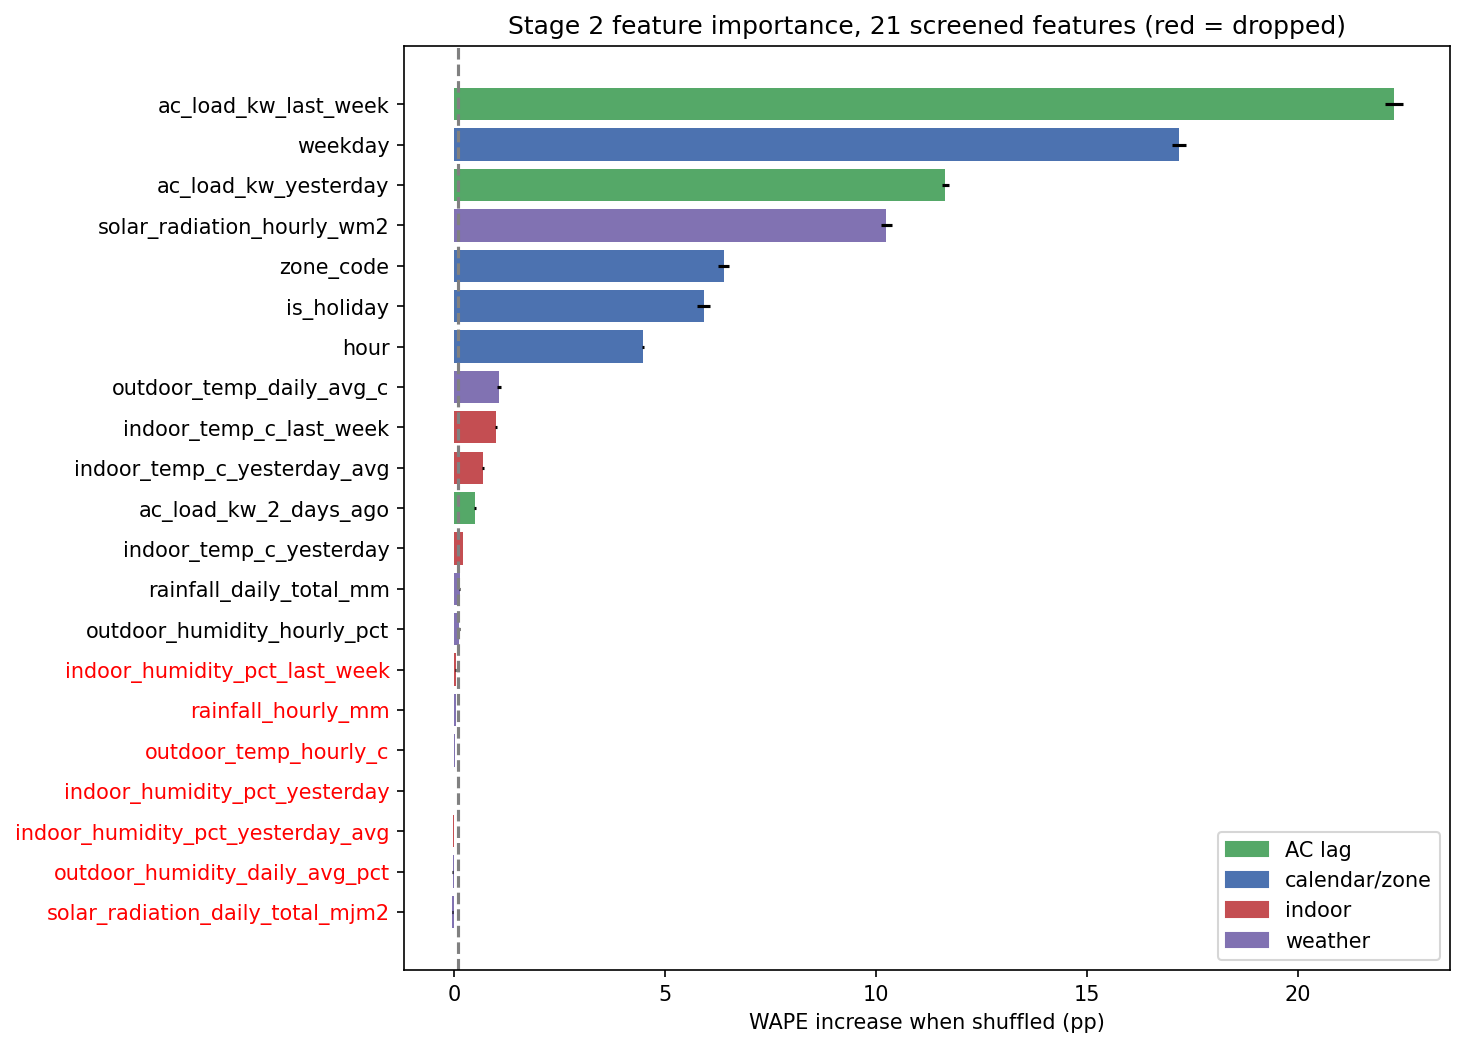 Stage 2 feature importance, 21 screened features (red = dropped)
ac_load_kw_last_week
weekday
ac_load_kw_yesterday
solar_radiation_hourly_wm2
zone_code
is_holiday
hour
outdoor_temp_daily_avg_c
indoor_temp_c_last_week
indoor_temp_c_yesterday_avg
ac_load_kw_2_days_ago
indoor_temp_c_yesterday
rainfall_daily_total_mm
outdoor_humidity_hourly_pct
indoor_humidity_pct_last_week
rainfall_hourly_mm
outdoor_temp_hourly_c
indoor_humidity_pct_yesterday
indoor_humidity_pct_yesterday_avg
outdoor_humidity_daily_avg_pct
solar_radiation_daily_total_mjm2
AC lag
calendar/zone
indoor
weather
0 5 10 15 20
WAPE increase when shuffled (pp)